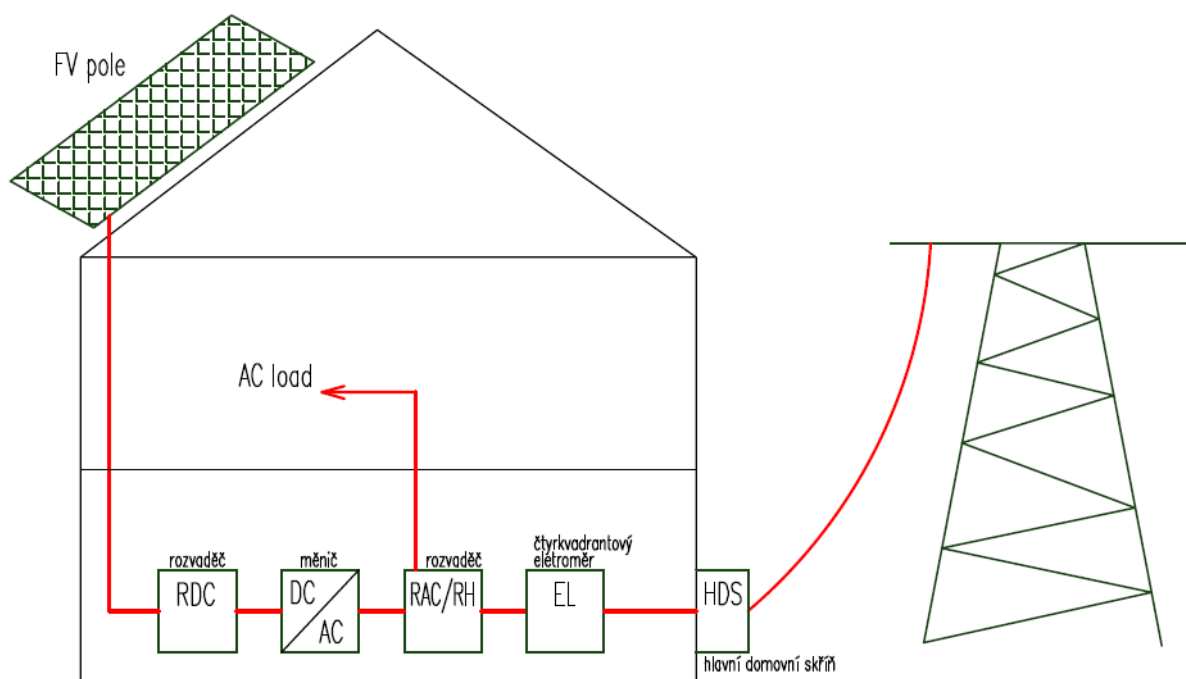 FV pole
AC load
rozvaděč
RDC
měnič
DC
AC
rozvaděč
RAC/RH
čtyrkvadrantový
elétroměr
EL
HDS
hlavní domovní skříň